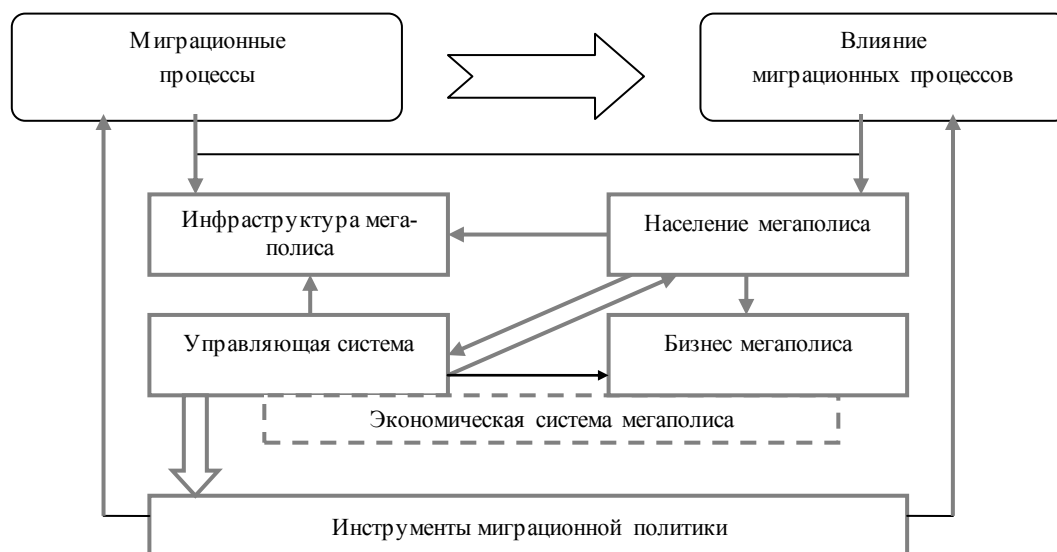 Миграционные
процессы
Влияние
миграционных процессов
Инфраструктура мега-
полиса
Население мегаполиса
Управляющая система
Бизнес мегаполиса
Экономическая система мегаполиса
Инструменты миграционной политики